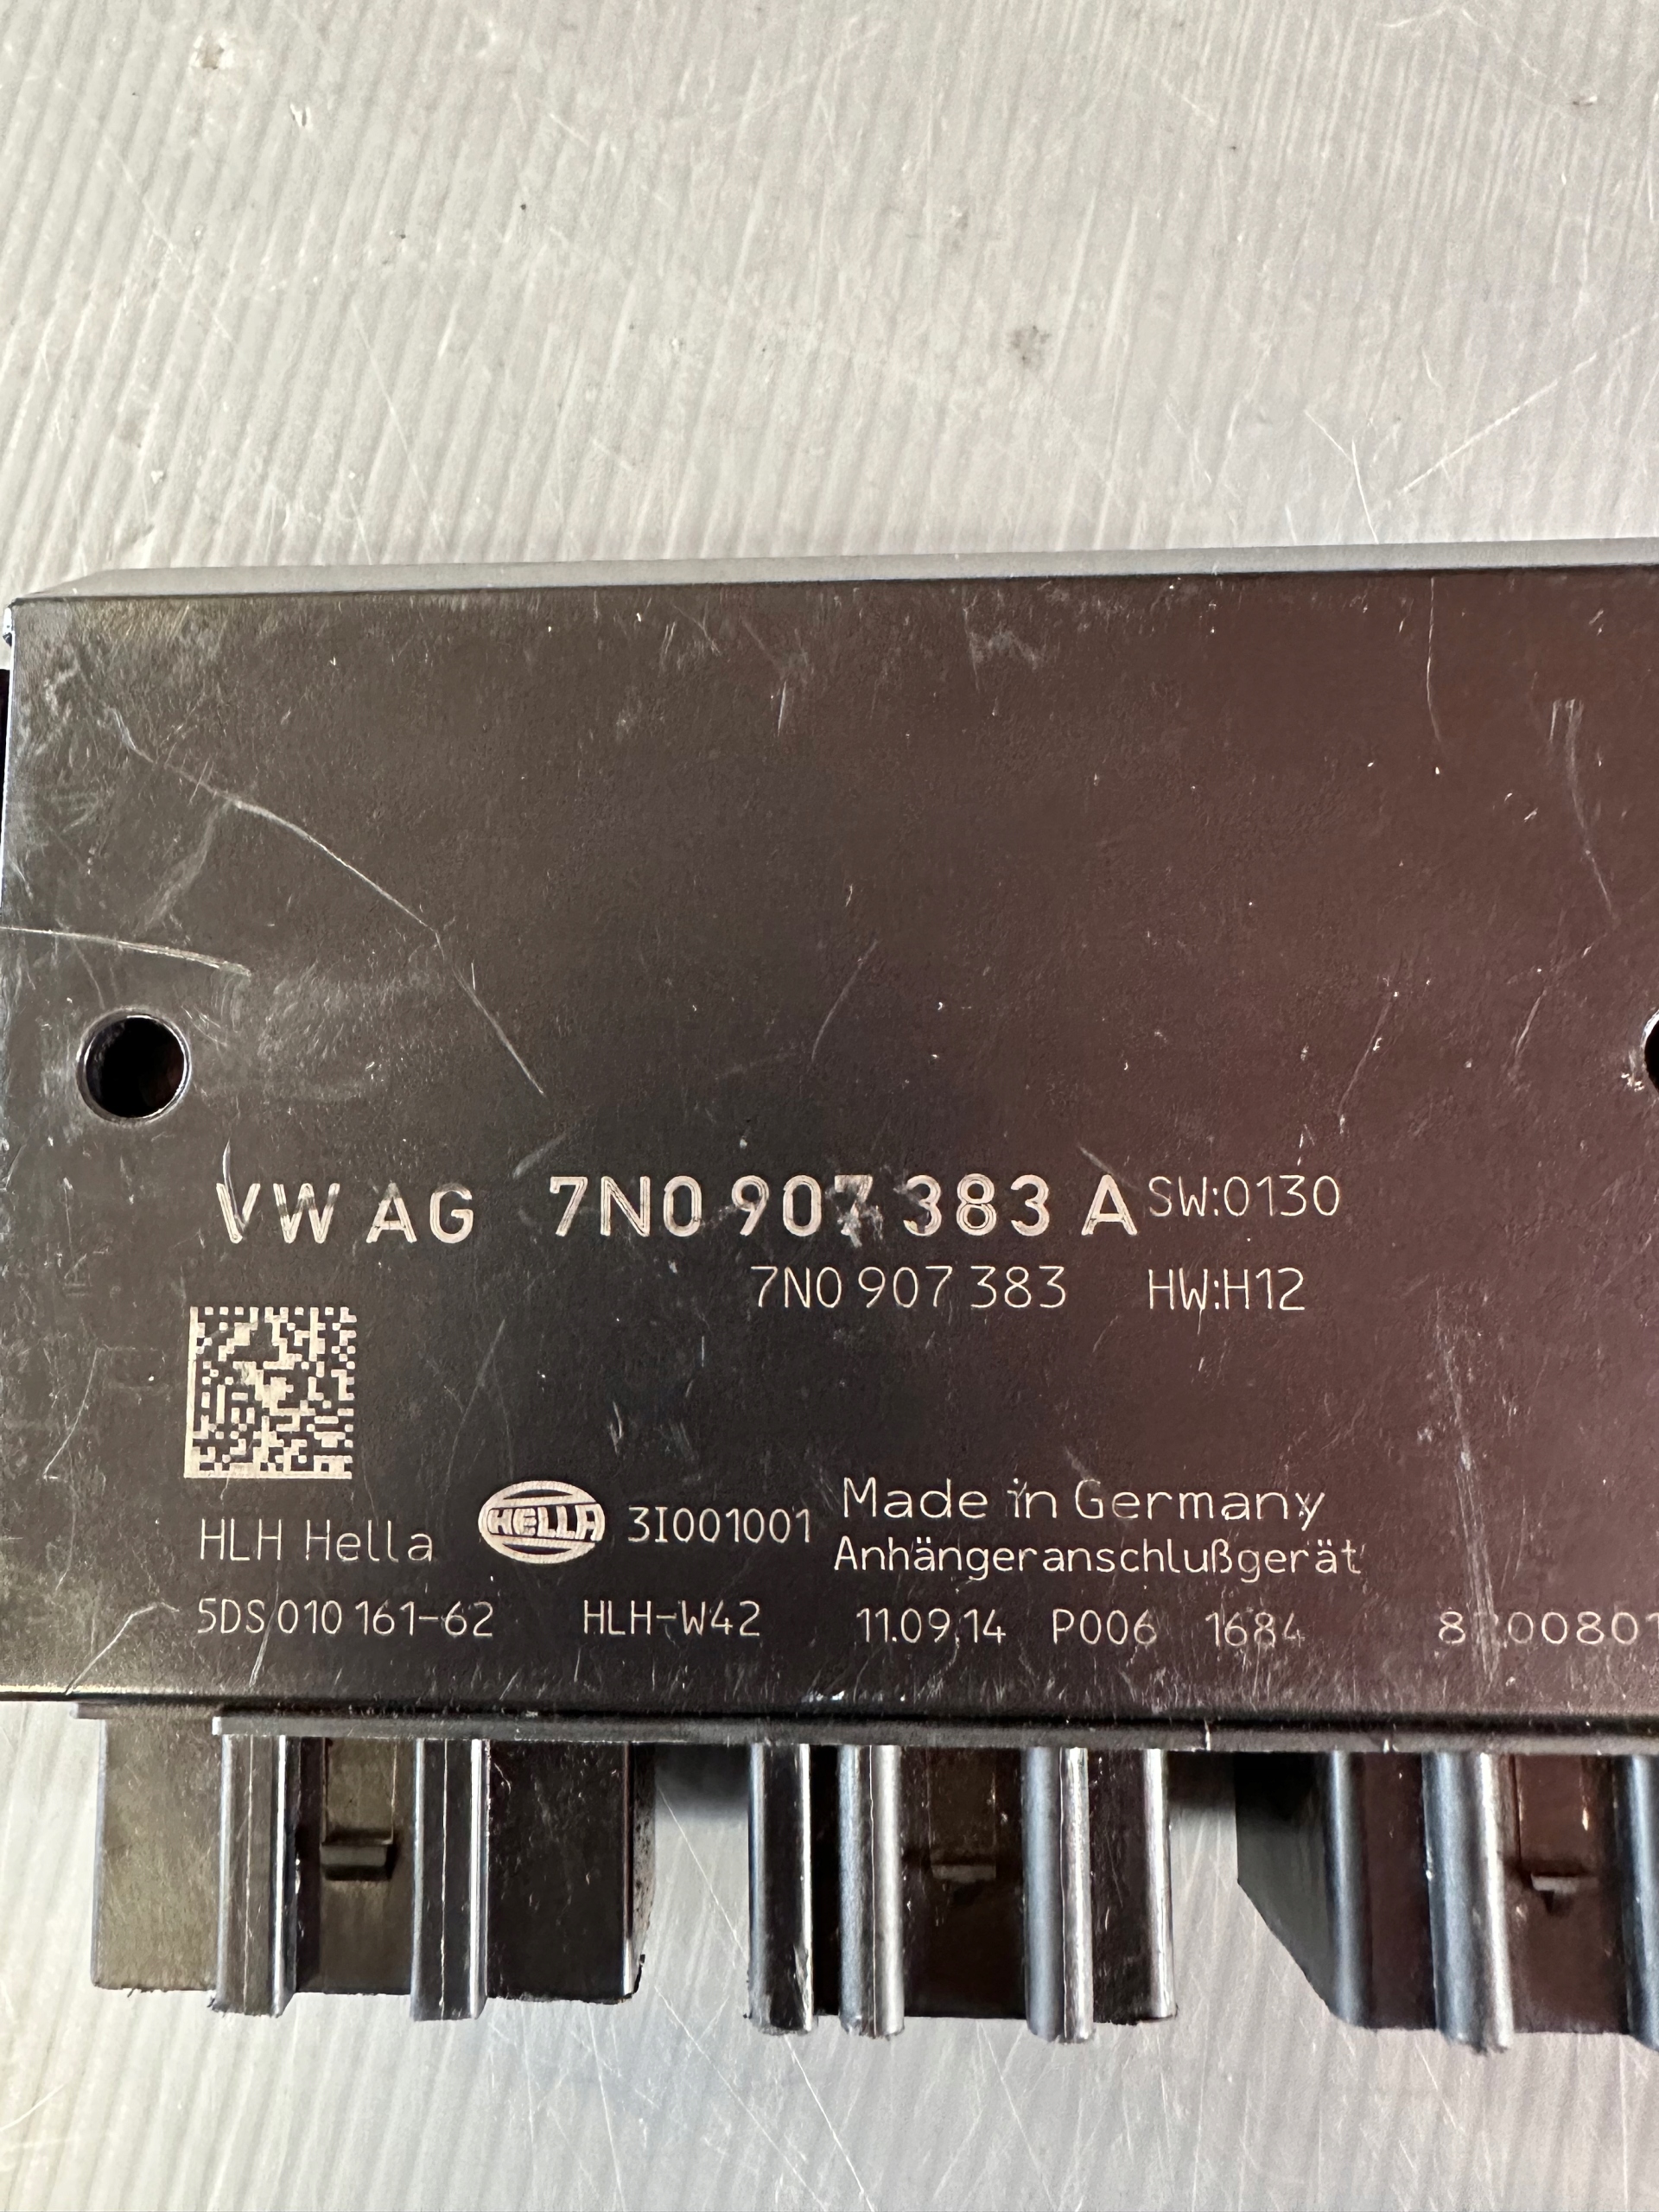 VW AG 7N0 907 383 A SW:0130
7N0 907 383 HW:H12
HLH Hella HELLA 3I001001 Made in Germany
Anhängeranschlußgerät
5DS 010 161-62 HLH-W42 11.09.14 P006 1684